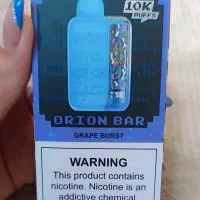 10K
PUFFS
ORION BAR
GRAPE BURST
WARNING
This product contains
nicotine. Nicotine is an
addictive chemical